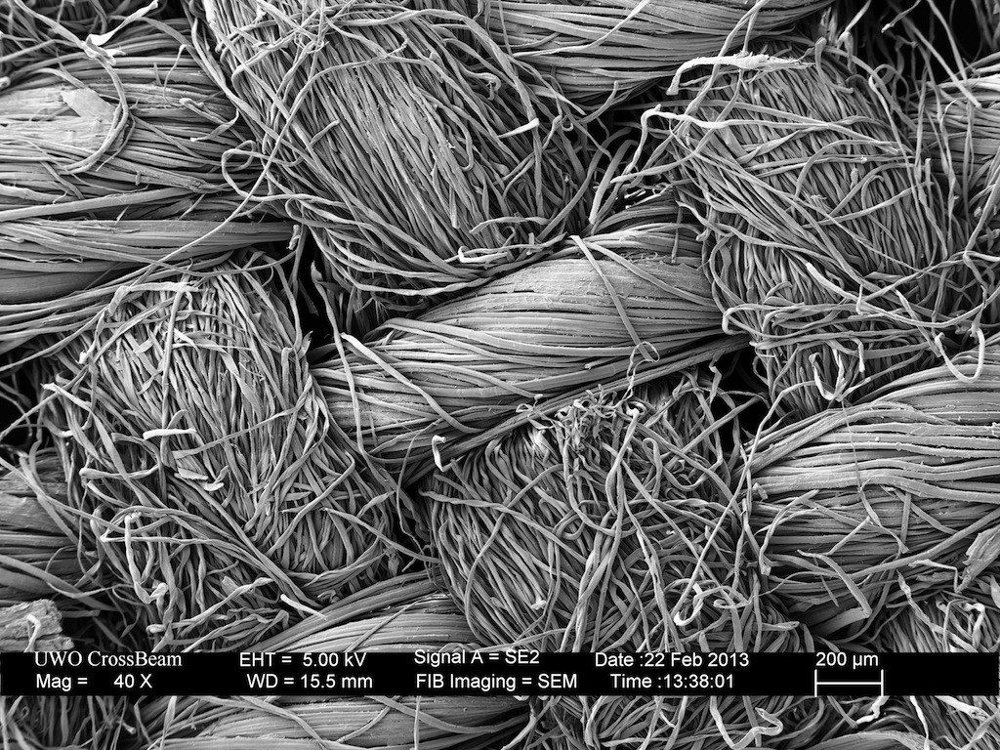 UWO CrossBeam EHT = 5.00 kV Signal A = SE2 Date :22 Feb 2013 200 µm
Mag = 40 X WD = 15.5 mm FIB Imaging = SEM Time :13:38:01